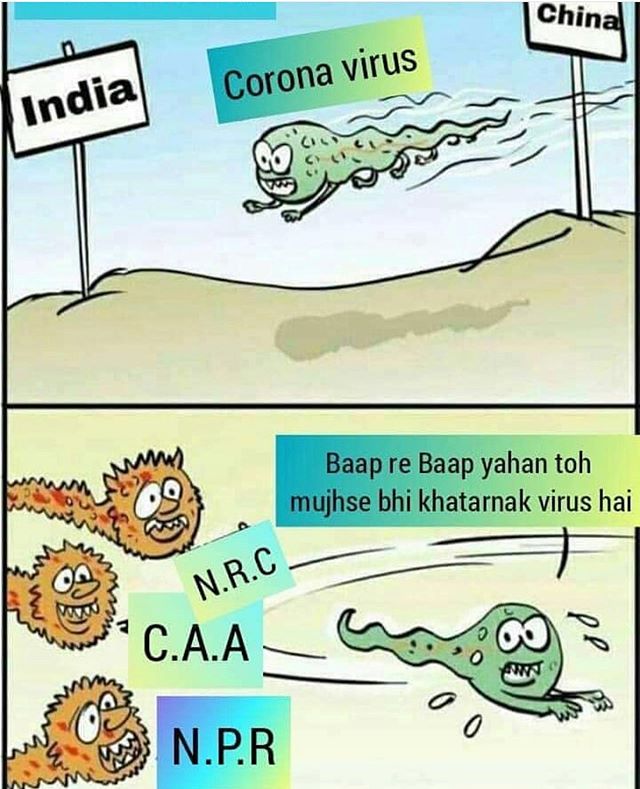 China
India
Corona virus
Baap re Baap yahan toh
mujhse bhi khatarnak virus hai
N.R.C
C.A.A
N.P.R